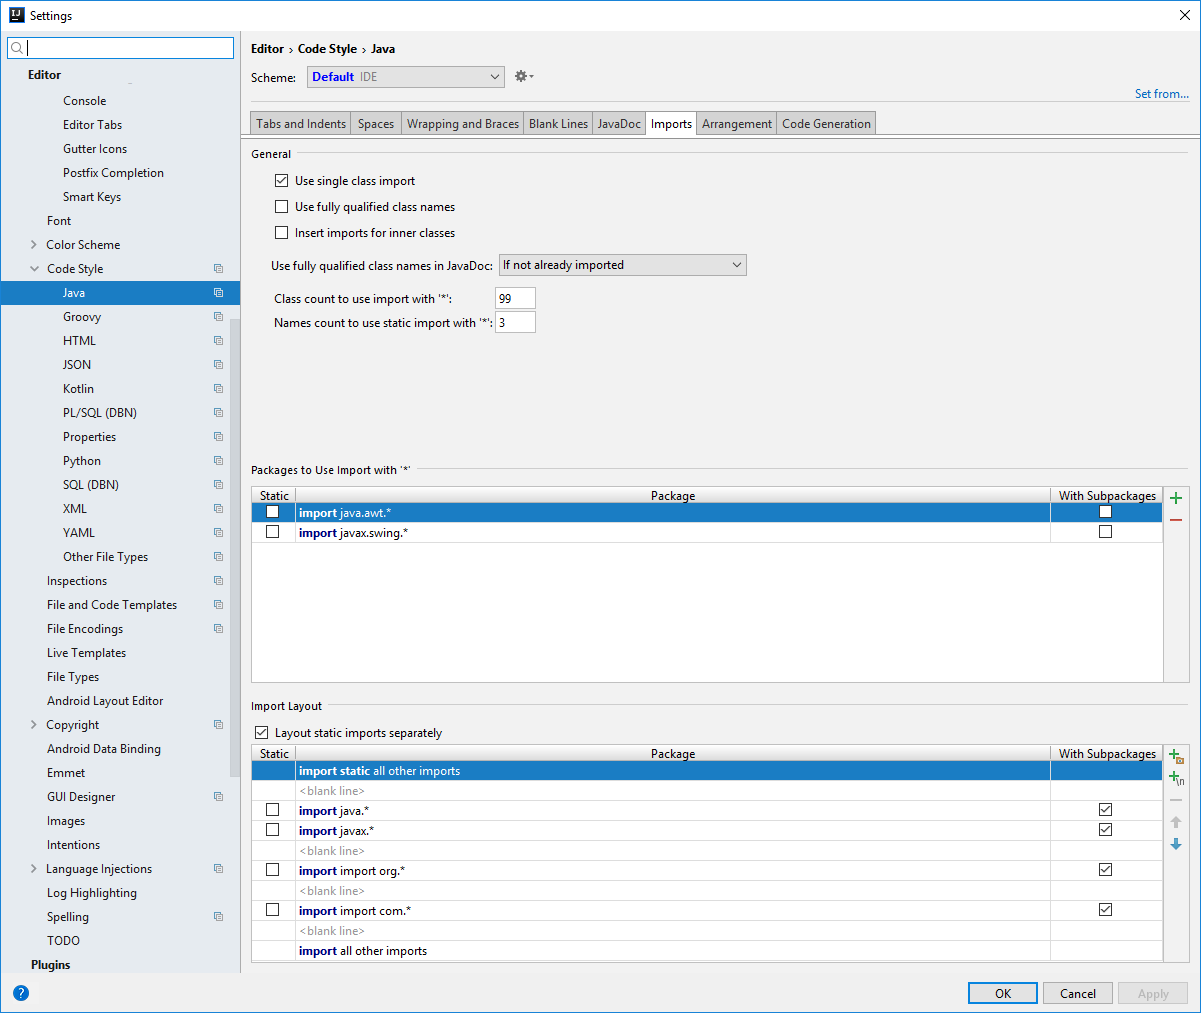 Settings
Editor
Console
Editor Tabs
Gutter Icons
Postfix Completion
Smart Keys
Font
Color Scheme
Code Style
Java
Groovy
HTML
JSON
Kotlin
PL/SQL (DBN)
Properties
Python
SQL (DBN)
XML
YAML
Other File Types
Inspections
File and Code Templates
File Encodings
Live Templates
File Types
Android Layout Editor
Copyright
Android Data Binding
Emmet
GUI Designer
Images
Intentions
Language Injections
Log Highlighting
Spelling
TODO
Plugins
Editor › Code Style › Java
Scheme: Default IDE
Set from...
Tabs and Indents Spaces Wrapping and Braces Blank Lines JavaDoc Imports Arrangement Code Generation
General
Use single class import
Use fully qualified class names
Insert imports for inner classes
Use fully qualified class names in JavaDoc: If not already imported
Class count to use import with '*': 99
Names count to use static import with '*': 3
Packages to Use Import with '*'
Static Package With Subpackages
import java.awt.*
import javax.swing.*
Import Layout
Layout static imports separately
Static Package With Subpackages
import static all other imports
<blank line>
import java.*
import javax.*
<blank line>
import import org.*
<blank line>
import import com.*
<blank line>
import all other imports
? OK Cancel Apply